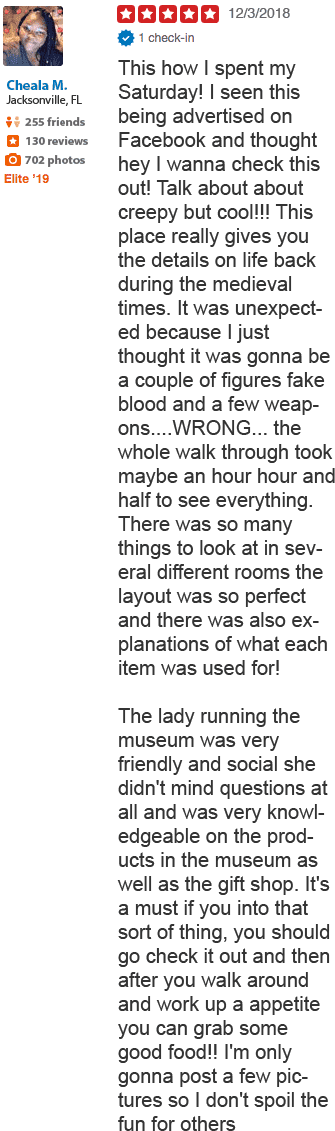 12/3/2018
1 check-in
Cheala M.
Jacksonville, FL
255 friends
130 reviews
702 photos
Elite '19
This how I spent my
Saturday! I seen this
being advertised on
Facebook and thought
hey I wanna check this
out! Talk about about
creepy but cool!!! This
place really gives you
the details on life back
during the medieval
times. It was unexpect-
ed because I just
thought it was gonna be
a couple of figures fake
blood and a few weap-
ons....WRONG... the
whole walk through took
maybe an hour hour and
half to see everything.
There was so many
things to look at in sev-
eral different rooms the
layout was so perfect
and there was also ex-
planations of what each
item was used for!
The lady running the
museum was very
friendly and social she
didn't mind questions at
all and was very knowl-
edgeable on the prod-
ucts in the museum as
well as the gift shop. It's
a must if you into that
sort of thing, you should
go check it out and then
after you walk around
and work up a appetite
you can grab some
good food!! I'm only
gonna post a few pic-
tures so I don't spoil the
fun for others